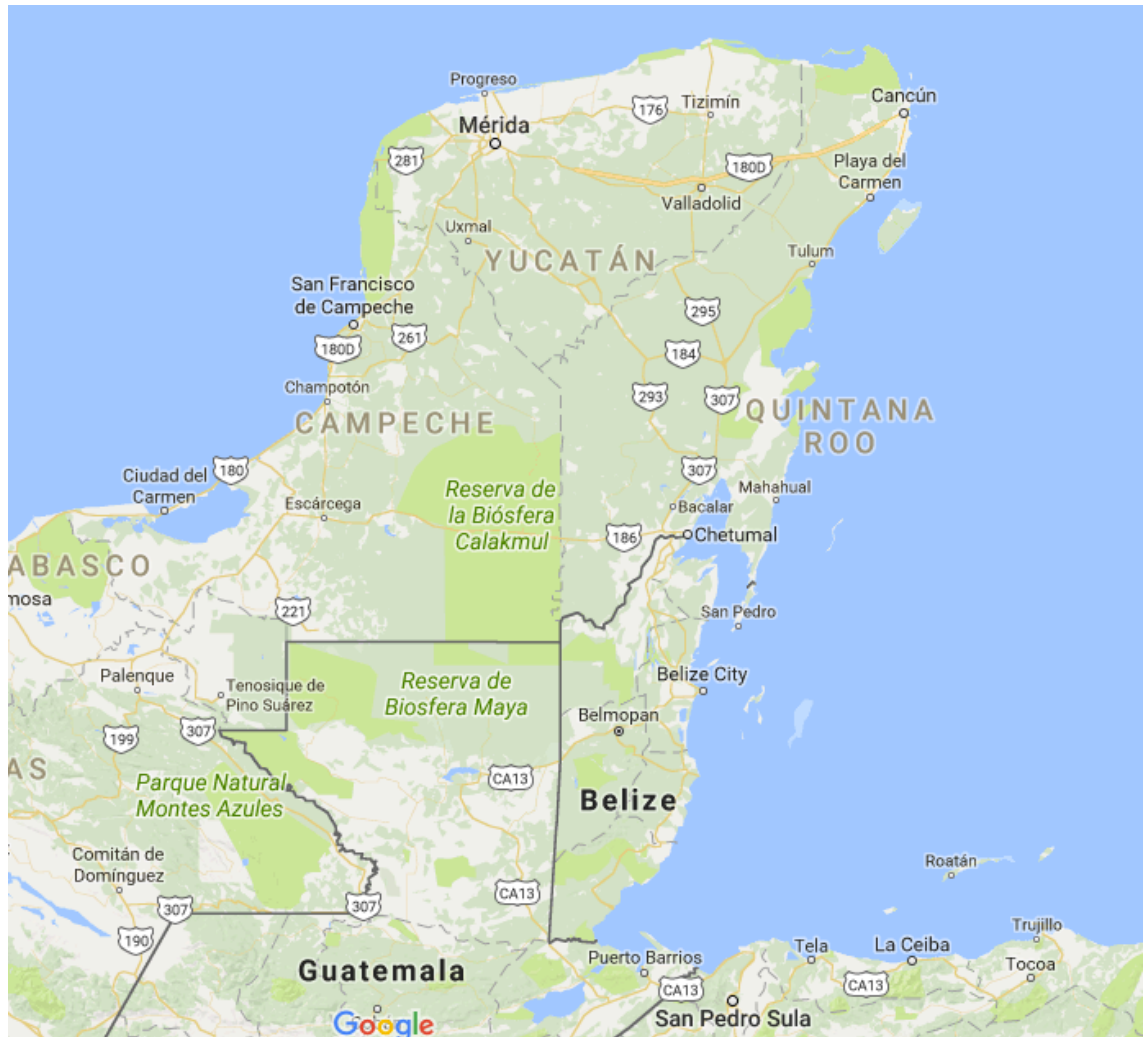 Progreso
176
Tizimín
Cancún
Mérida
281
180D
Playa del
Carmen
Valladolid
Uxmal
YUCATÁN
Tulum
San Francisco
de Campeche
295
261
180D
184
Champotón
293
307
QUINTANA
ROO
CAMPECHE
Ciudad del
Carmen
180
307
Reserva de
la Biósfera
Calakmul
Mahahual
Escárcega
Bacalar
186
Chetumal
ABASCO
mosa
221
San Pedro
Palenque
Tenosique de
Pino Suárez
Reserva de
Biosfera Maya
Belize City
Belmopan
199
307
AS
Parque Natural
Montes Azules
CA13
Belize
Comitán de
Domínguez
Roatán
CA13
307
307
190
Trujillo
Tela
La Ceiba
Puerto Barrios
Guatemala
Tocoa
CA13
CA13
San Pedro Sula
Google